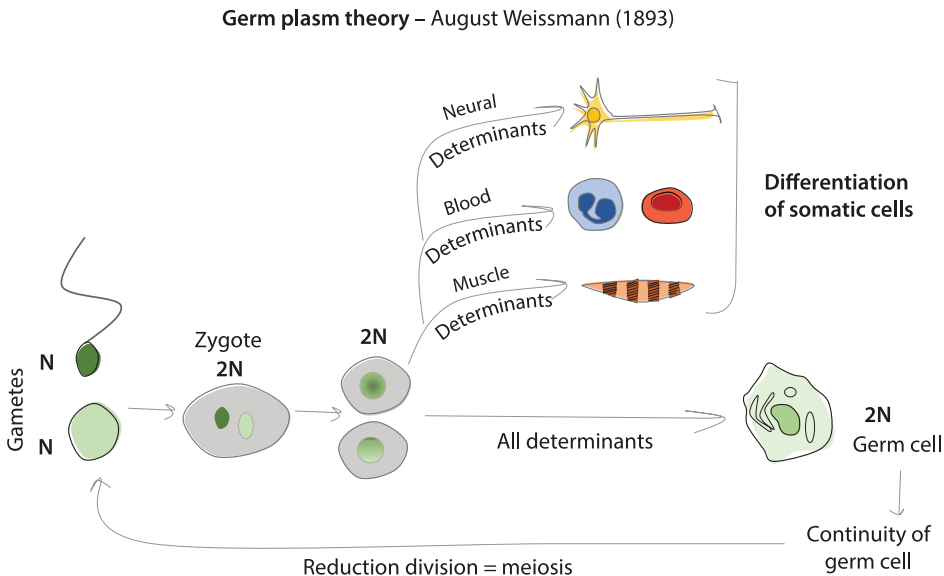 Germ plasm theory – August Weissmann (1893)
Neural
Determinants
Blood
Determinants
Muscle
Determinants
Differentiation
of somatic cells
Gametes
N
N
Zygote
2N
2N
All determinants
2N
Germ cell
Continuity of
germ cell
Reduction division = meiosis